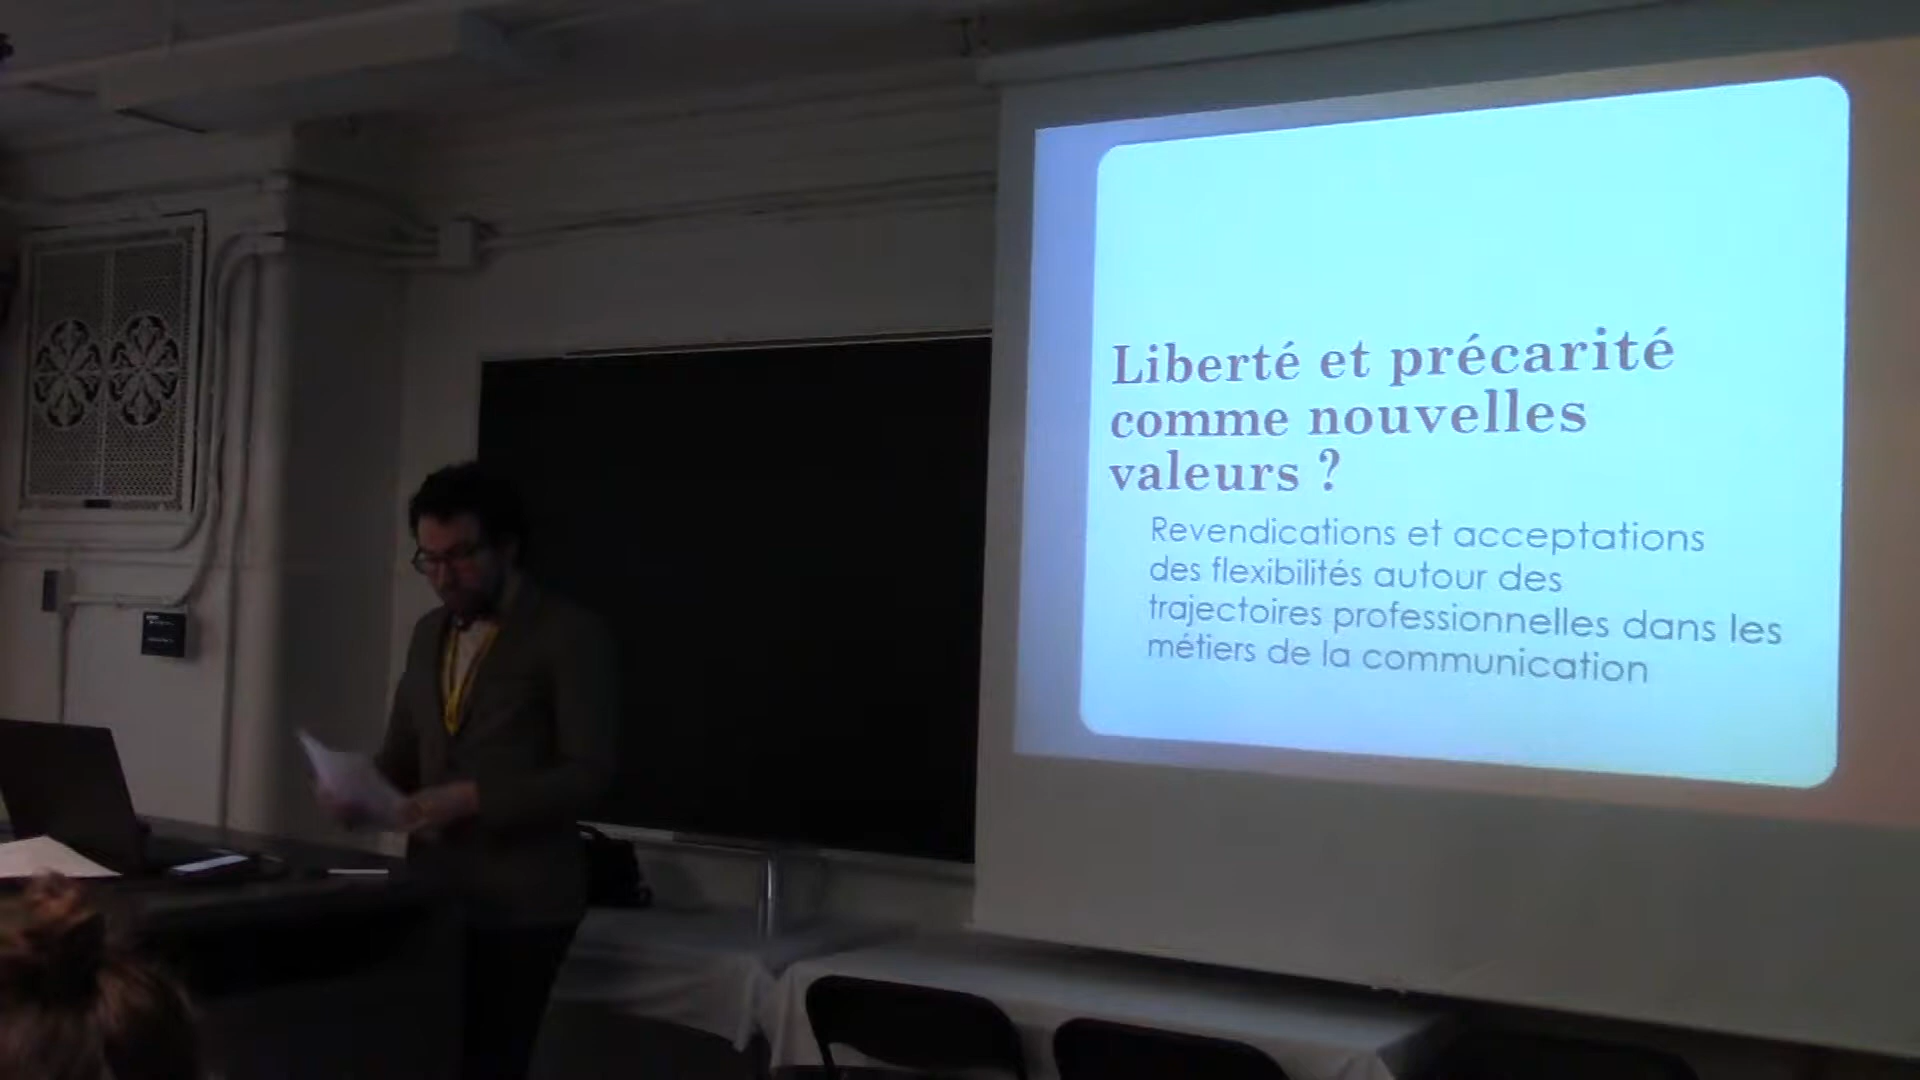 Liberté et précarité
comme nouvelles
valeurs ?
Revendications et acceptations
des flexibilités autour des
trajectoires professionnelles dans les
métiers de la communication